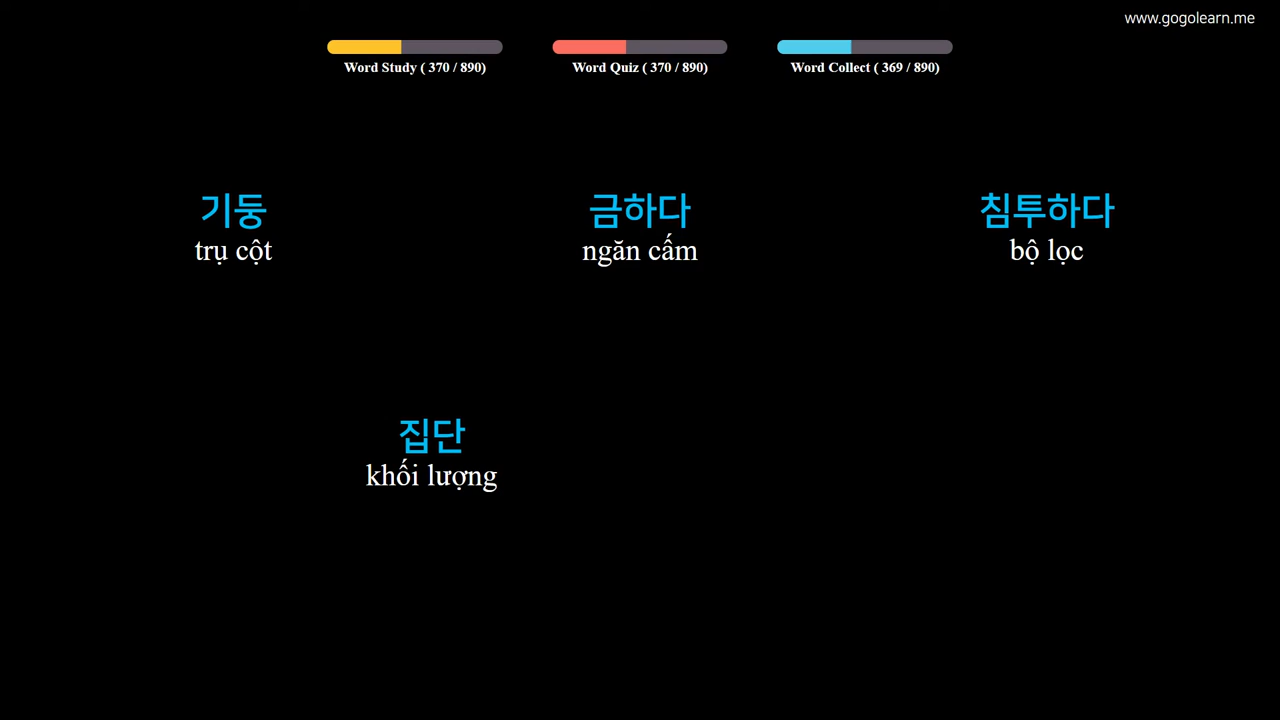 www.gogolearn.me
Word Study ( 370 / 890)
Word Quiz ( 370 / 890)
Word Collect ( 369 / 890)
기둥
trụ cột
금하다
ngăn cấm
침투하다
bộ lọc
집단
khối lượng